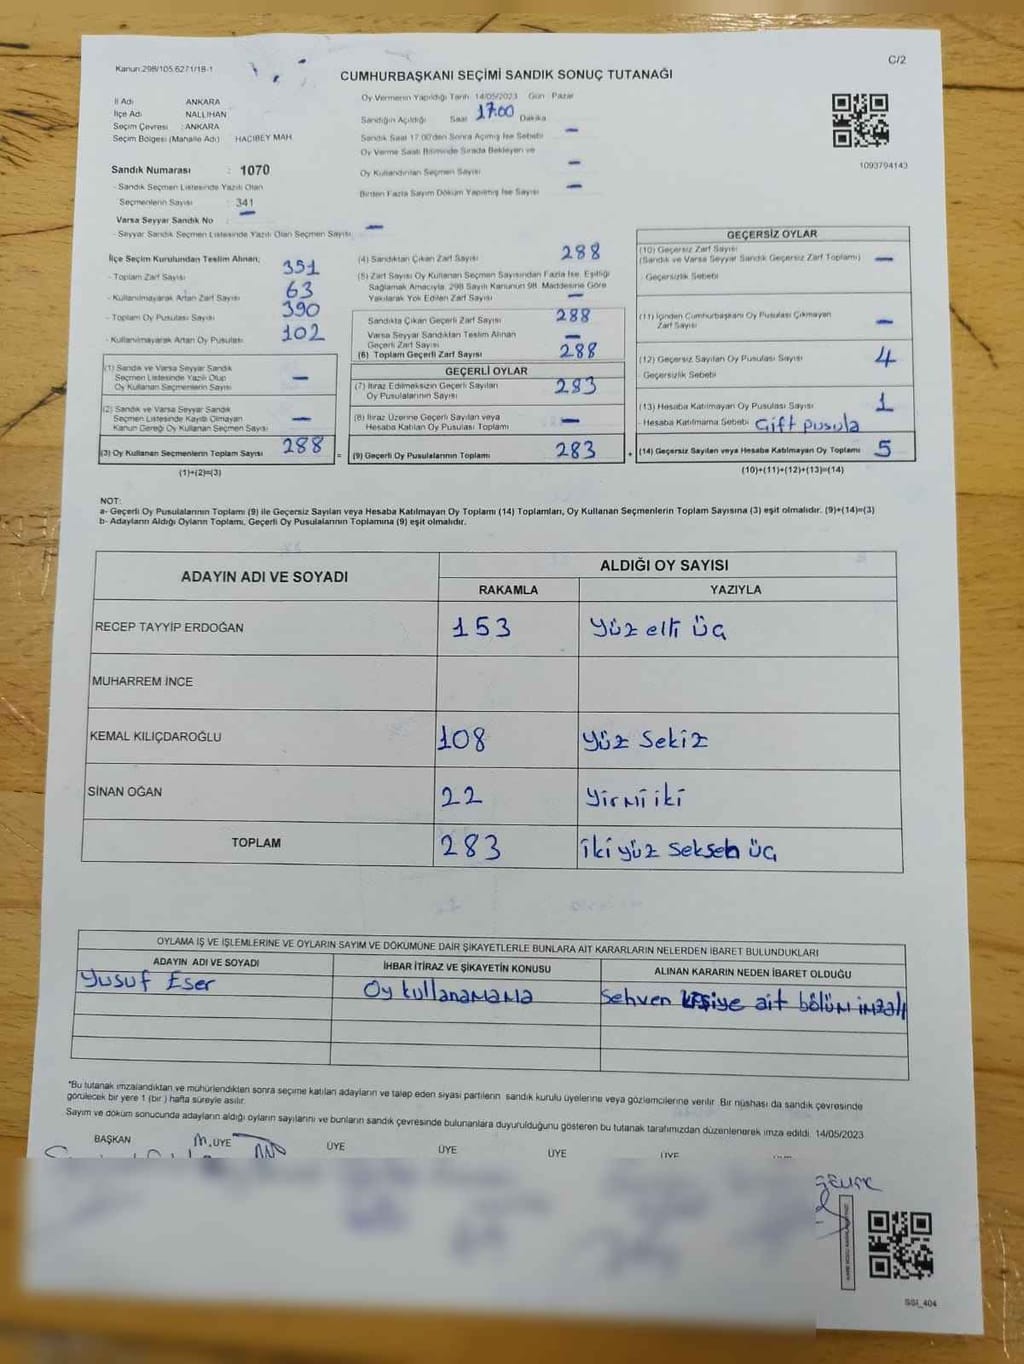 Kanun:298/105.6271/18-1
C/2
CUMHURBAŞKANI SEÇİMİ SANDIK SONUÇ TUTANAĞI
İl Adı ANKARA
İlçe Adı NALLIHAN
Seçim Çevresi : ANKARA
Seçim Bölgesi (Mahalle Adı) HACIBEY MAH.
Oy Vermenin Yapıldığı Tarih 14/05/2023 Gün Pazar
Sandığın Açıldığı Saat 17:00 Dakika
Sandık Saat 17.00'den Sonra Açılmış İse Sebebi —
Oy Verme Saati Bitiminde Sırada Bekleyen ve
Oy Kullandırılan Seçmen Sayısı —
Birden Fazla Sayım Döküm Yapılmış İse Sayısı —
1093794143
Sandık Numarası : 1070
- Sandık Seçmen Listesinde Yazılı Olan
Seçmenlerin Sayısı : 341
Varsa Seyyar Sandık No : —
- Seyyar Sandık Seçmen Listesinde Yazılı Olan Seçmen Sayısı —
İlçe Seçim Kurulundan Teslim Alınan;
- Toplam Zarf Sayısı 351
- Kullanılmayarak Artan Zarf Sayısı 63
- Toplam Oy Pusulası Sayısı 390
- Kullanılmayarak Artan Oy Pusulası 102
(1) Sandık ve Varsa Seyyar Sandık
Seçmen Listesinde Yazılı Olup
Oy Kullanan Seçmenlerin Sayısı —
(2) Sandık ve Varsa Seyyar Sandık
Seçmen Listesinde Kayıtlı Olmayan
Kanun Gereği Oy Kullanan Seçmen Sayısı —
(3) Oy Kullanan Seçmenlerin Toplam Sayısı 288
(1)+(2)=(3)
(4) Sandıktan Çıkan Zarf Sayısı 288
(5) Zarf Sayısı Oy Kullanan Seçmen Sayısından Fazla İse, Eşitliği
Sağlamak Amacıyla, 298 Sayılı Kanunun 98. Maddesine Göre
Yakılarak Yok Edilen Zarf Sayısı —
Sandıkta Çıkan Geçerli Zarf Sayısı 288
Varsa Seyyar Sandıktan Teslim Alınan
Geçerli Zarf Sayısı —
(6) Toplam Geçerli Zarf Sayısı 288
GEÇERLİ OYLAR
(7) İtiraz Edilmeksizin Geçerli Sayılan
Oy Pusulalarının Sayısı 283
(8) İtiraz Üzerine Geçerli Sayılan veya
Hesaba Katılan Oy Pusulası Toplamı —
= (9) Geçerli Oy Pusulalarının Toplamı 283 +
GEÇERSİZ OYLAR
(10) Geçersiz Zarf Sayısı
(Sandık ve Varsa Seyyar Sandık Geçersiz Zarf Toplamı) —
- Geçersizlik Sebebi
(11) İçinden Cumhurbaşkanı Oy Pusulası Çıkmayan
Zarf Sayısı —
(12) Geçersiz Sayılan Oy Pusulası Sayısı 4
- Geçersizlik Sebebi
(13) Hesaba Katılmayan Oy Pusulası Sayısı 1
- Hesaba Katılmama Sebebi Çift pusula
(14) Geçersiz Sayılan veya Hesaba Katılmayan Oy Toplamı 5
(10)+(11)+(12)+(13)=(14)
NOT:
a- Geçerli Oy Pusulalarının Toplamı (9) ile Geçersiz Sayılan veya Hesaba Katılmayan Oy Toplamı (14) Toplamları, Oy Kullanan Seçmenlerin Toplam Sayısına (3) eşit olmalıdır. (9)+(14)=(3)
b- Adayların Aldığı Oyların Toplamı, Geçerli Oy Pusulalarının Toplamına (9) eşit olmalıdır.
ADAYIN ADI VE SOYADI
ALDIĞI OY SAYISI
RAKAMLA YAZIYLA
RECEP TAYYİP ERDOĞAN 153 Yüz elli üç
MUHARREM İNCE
KEMAL KILIÇDAROĞLU 108 Yüz Sekiz
SİNAN OĞAN 22 Yirmi iki
TOPLAM 283 iki yüz seksen üç
OYLAMA İŞ VE İŞLEMLERİNE VE OYLARIN SAYIM VE DÖKÜMÜNE DAİR ŞİKAYETLERLE BUNLARA AİT KARARLARIN NELERDEN İBARET BULUNDUKLARI
ADAYIN ADI VE SOYADI İHBAR İTİRAZ VE ŞİKAYETİN KONUSU ALINAN KARARIN NEDEN İBARET OLDUĞU
Yusuf Eser Oy kullanamama Sehven kişiye ait bölüm imzalı
*Bu tutanak imzalandıktan ve mühürlendikten sonra seçime katılan adayların ve talep eden siyasi partilerin sandık kurulu üyelerine veya gözlemcilerine verilir. Bir nüshası da sandık çevresinde
görülecek bir yere 1 (bir) hafta süreyle asılır.
Sayım ve döküm sonucunda adayların aldığı oyların sayılarını ve bunların sandık çevresinde bulunanlara duyurulduğunu gösteren bu tutanak tarafımızdan düzenlenerek imza edildi. 14/05/2023
BAŞKAN M.ÜYE ÜYE ÜYE ÜYE ÜYE
SSI_404